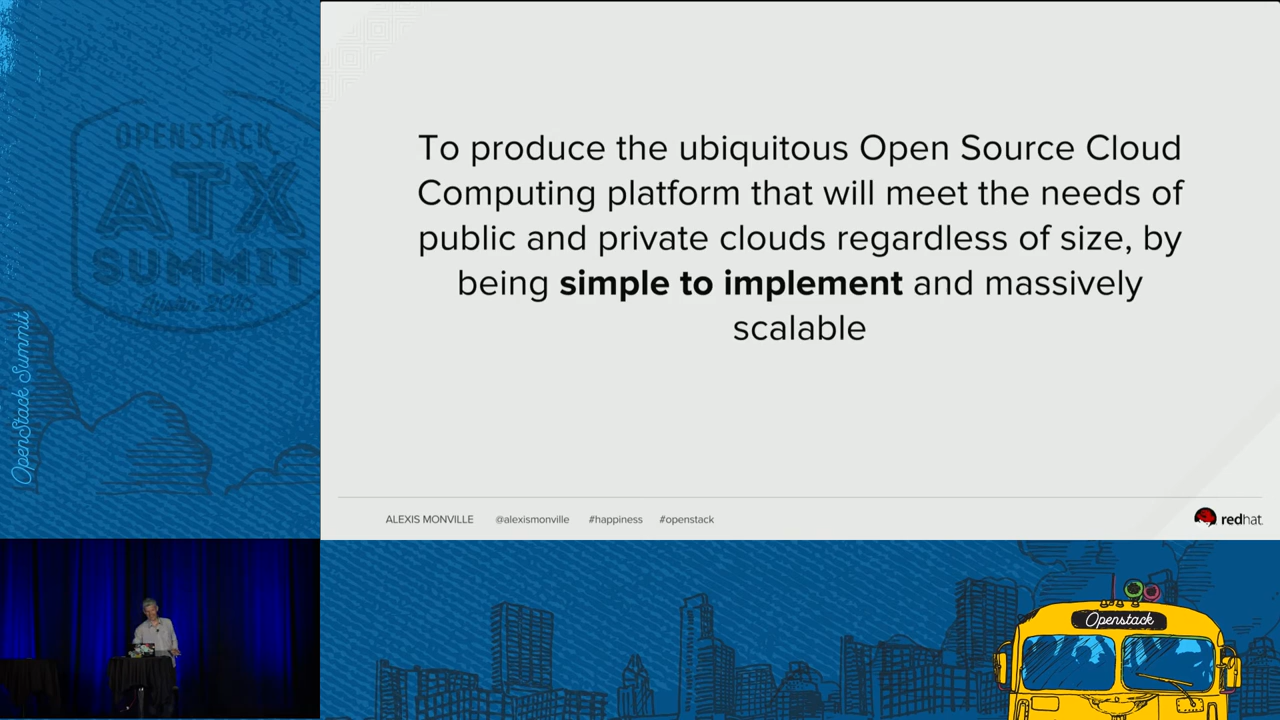 OPENSTACK
ATX
SUMMIT
Austin 2016
OpenStack Summit
To produce the ubiquitous Open Source Cloud
Computing platform that will meet the needs of
public and private clouds regardless of size, by
being simple to implement and massively
scalable
ALEXIS MONVILLE @alexismonville #happiness #openstack
redhat.
Openstack